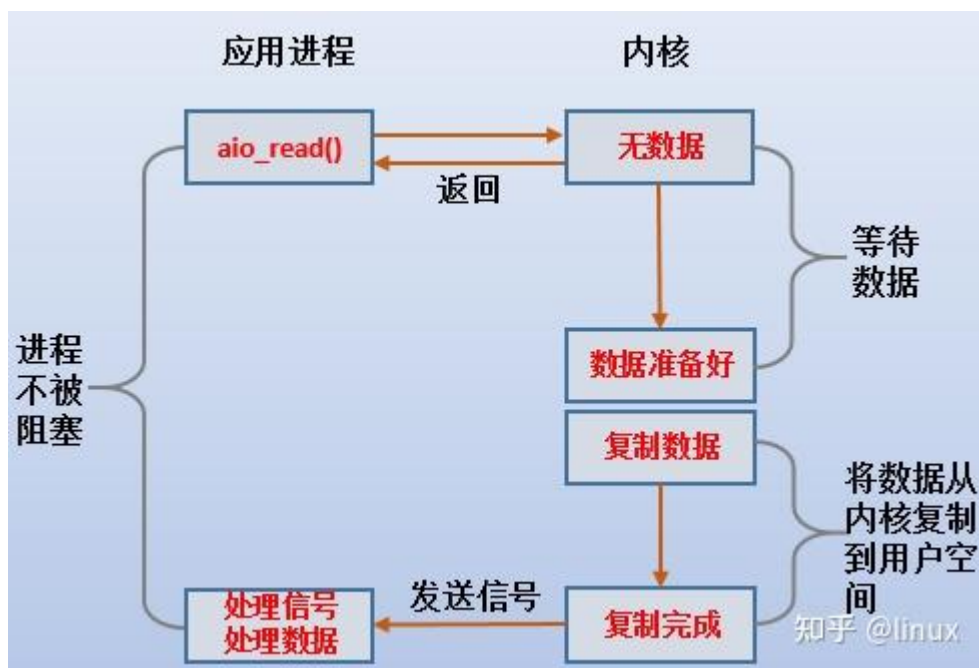 应用进程
内核
aio_read()
无数据
返回
等待
数据
进程
不被
阻塞
数据准备好
复制数据
将数据从
内核复制
到用户空
间
发送信号
处理信号
处理数据
复制完成
知乎 @linux